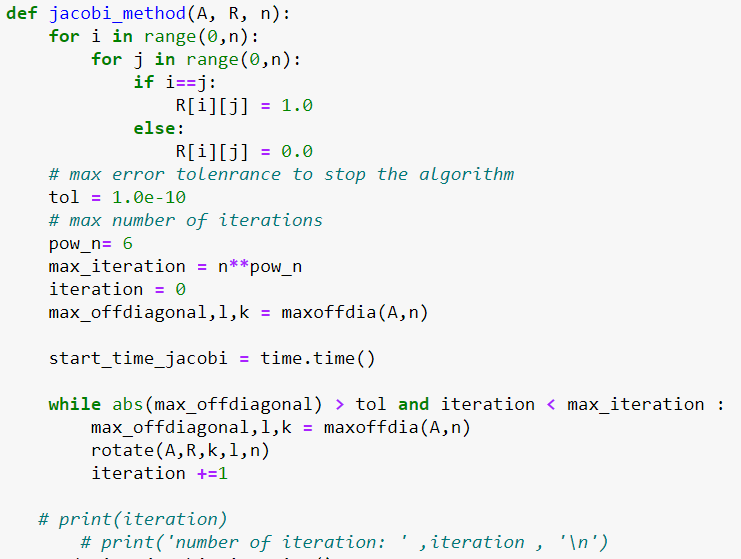 def jacobi_method(A, R, n):
    for i in range(0,n):
        for j in range(0,n):
            if i==j:
                R[i][j] = 1.0
            else:
                R[i][j] = 0.0
    # max error tolenrance to stop the algorithm
    tol = 1.0e-10
    # max number of iterations
    pow_n= 6
    max_iteration = n**pow_n
    iteration = 0
    max_offdiagonal,l,k = maxoffdia(A,n)
    start_time_jacobi = time.time()
    while abs(max_offdiagonal) > tol and iteration < max_iteration :
        max_offdiagonal,l,k = maxoffdia(A,n)
        rotate(A,R,k,l,n)
        iteration +=1
   # print(iteration)
       # print('number of iteration: ' ,iteration , '\n')